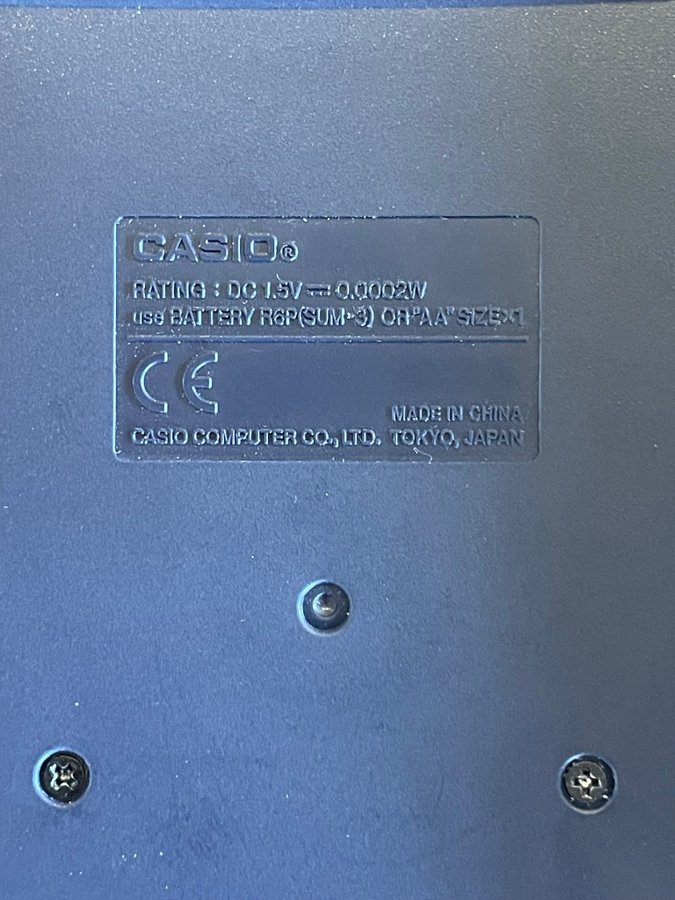 CASIO®
RATING : DC 1.5V ⎓ 0.0002W
use BATTERY R6P(SUM-3) OR "AA" SIZE×1
CE
MADE IN CHINA
CASIO COMPUTER CO., LTD. TOKYO, JAPAN